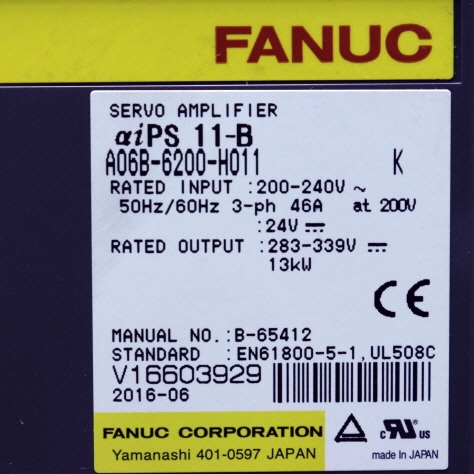 FANUC
SERVO AMPLIFIER
αiPS 11-B
A06B-6200-H011 K
RATED INPUT :200-240V ~
50Hz/60Hz 3-ph 46A at 200V
:24V ⎓
RATED OUTPUT :283-339V ⎓
13kW
CE
MANUAL NO.:B-65412
STANDARD :EN61800-5-1,UL508C
V16603929
2016-06
FANUC CORPORATION
Yamanashi 401-0597 JAPAN
c RU US
made in JAPAN